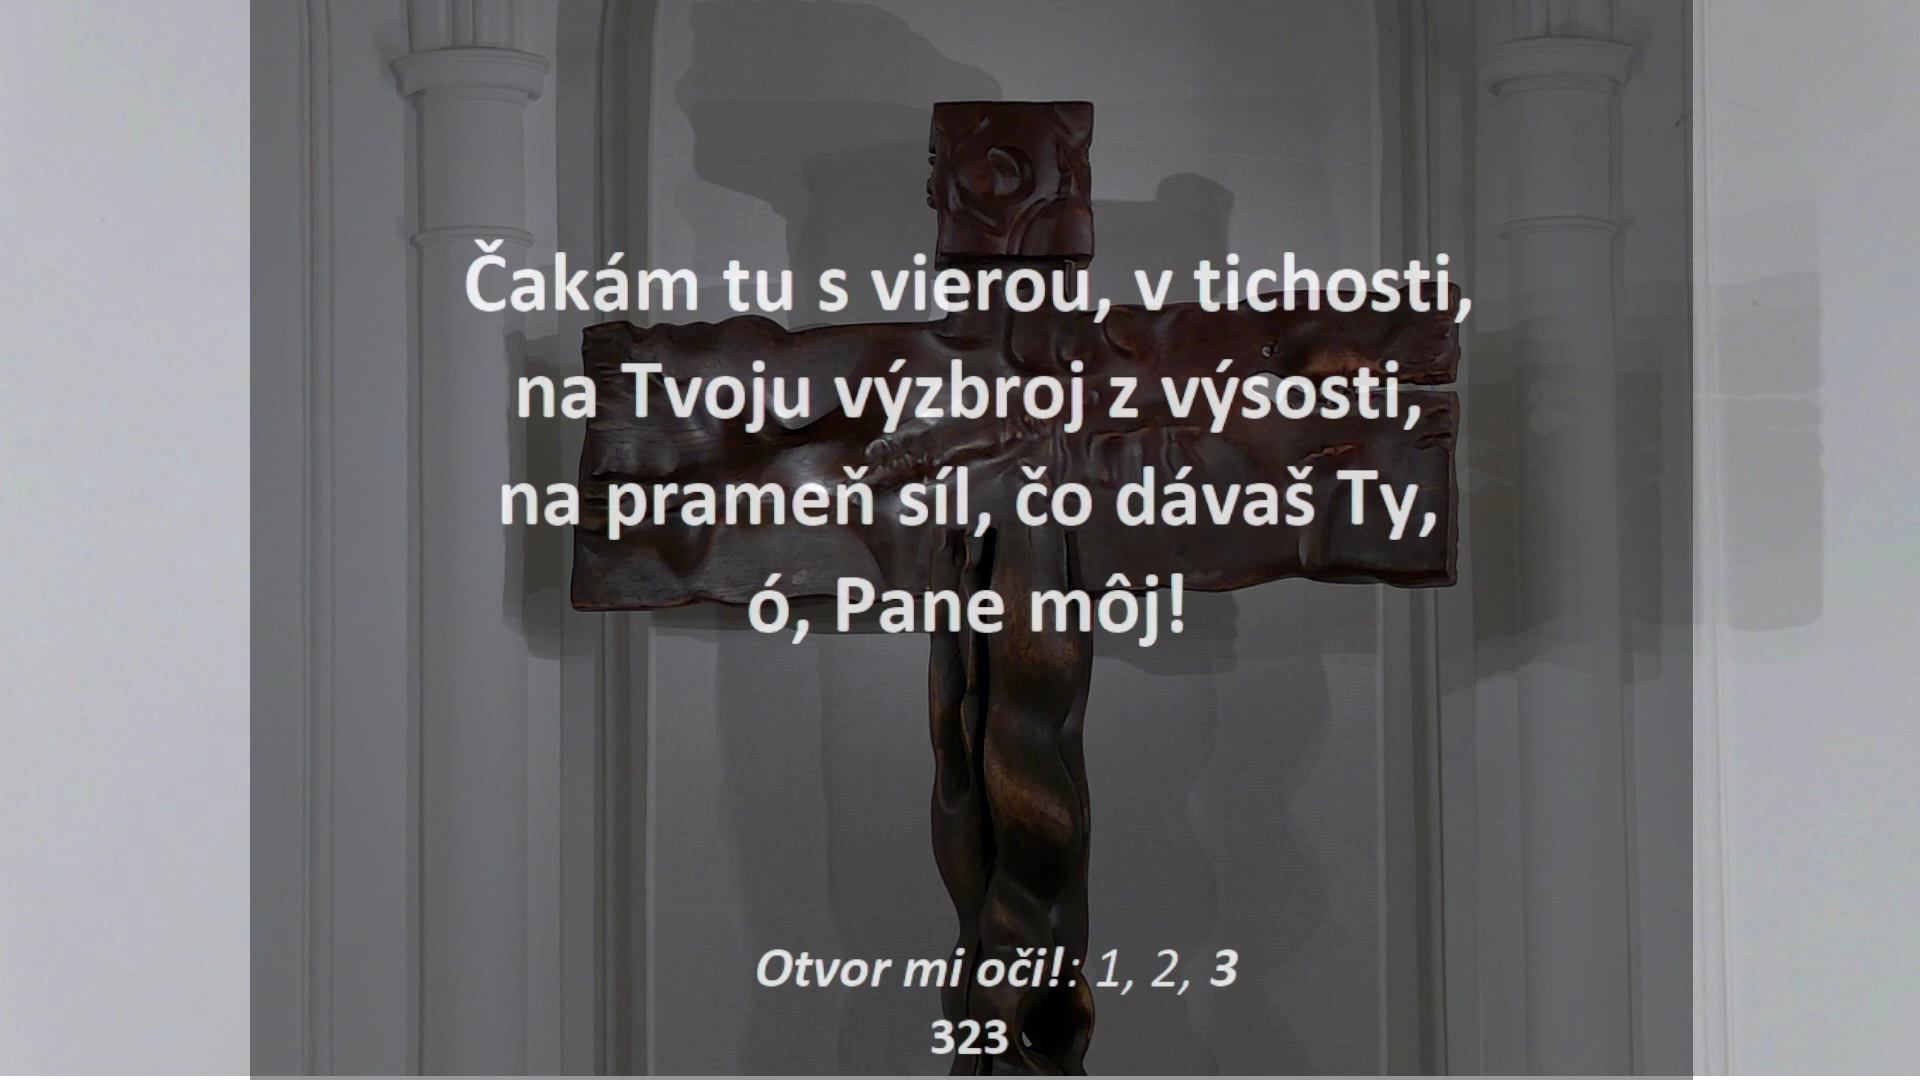 Čakám tu s vierou, v tichosti,
na Tvoju výzbroj z výsosti,
na prameň síl, čo dávaš Ty,
ó, Pane môj!
Otvor mi oči!: 1, 2, 3
323